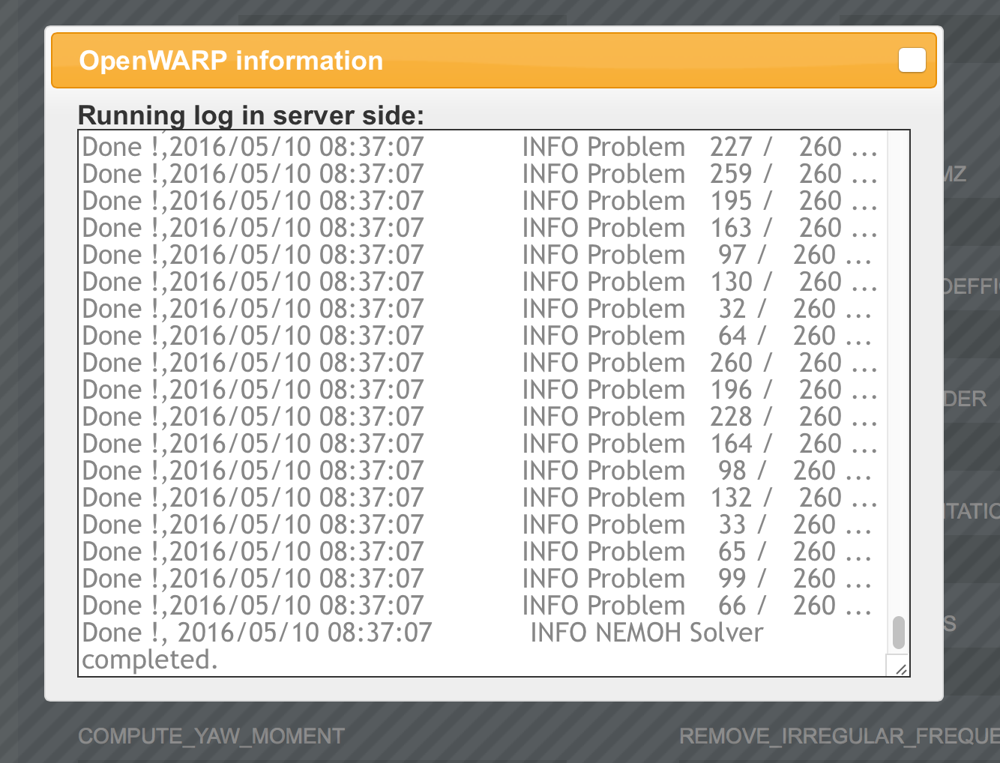 OpenWARP information
Running log in server side:
Done !,2016/05/10 08:37:07 INFO Problem 227 / 260 ...
Done !,2016/05/10 08:37:07 INFO Problem 259 / 260 ...
Done !,2016/05/10 08:37:07 INFO Problem 195 / 260 ...
Done !,2016/05/10 08:37:07 INFO Problem 163 / 260 ...
Done !,2016/05/10 08:37:07 INFO Problem 97 / 260 ...
Done !,2016/05/10 08:37:07 INFO Problem 130 / 260 ...
Done !,2016/05/10 08:37:07 INFO Problem 32 / 260 ...
Done !,2016/05/10 08:37:07 INFO Problem 64 / 260 ...
Done !,2016/05/10 08:37:07 INFO Problem 260 / 260 ...
Done !,2016/05/10 08:37:07 INFO Problem 196 / 260 ...
Done !,2016/05/10 08:37:07 INFO Problem 228 / 260 ...
Done !,2016/05/10 08:37:07 INFO Problem 164 / 260 ...
Done !,2016/05/10 08:37:07 INFO Problem 98 / 260 ...
Done !,2016/05/10 08:37:07 INFO Problem 132 / 260 ...
Done !,2016/05/10 08:37:07 INFO Problem 33 / 260 ...
Done !,2016/05/10 08:37:07 INFO Problem 65 / 260 ...
Done !,2016/05/10 08:37:07 INFO Problem 99 / 260 ...
Done !,2016/05/10 08:37:07 INFO Problem 66 / 260 ...
Done !, 2016/05/10 08:37:07 INFO NEMOH Solver
completed.
COMPUTE_YAW_MOMENT
REMOVE_IRREGULAR_FREQUE